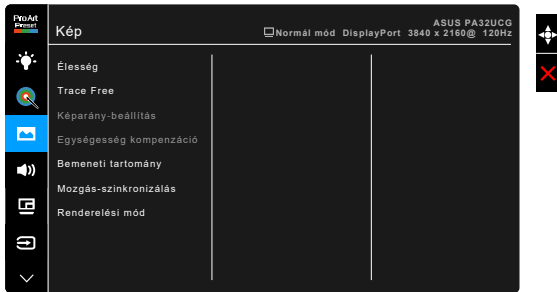 ProArt
Preset
Kép
ASUS PA32UCG
Normál mód DisplayPort 3840 x 2160@ 120Hz
Élesség
Trace Free
Képarány-beállítás
Egységesség kompenzáció
Bemeneti tartomány
Mozgás-szinkronizálás
Renderelési mód